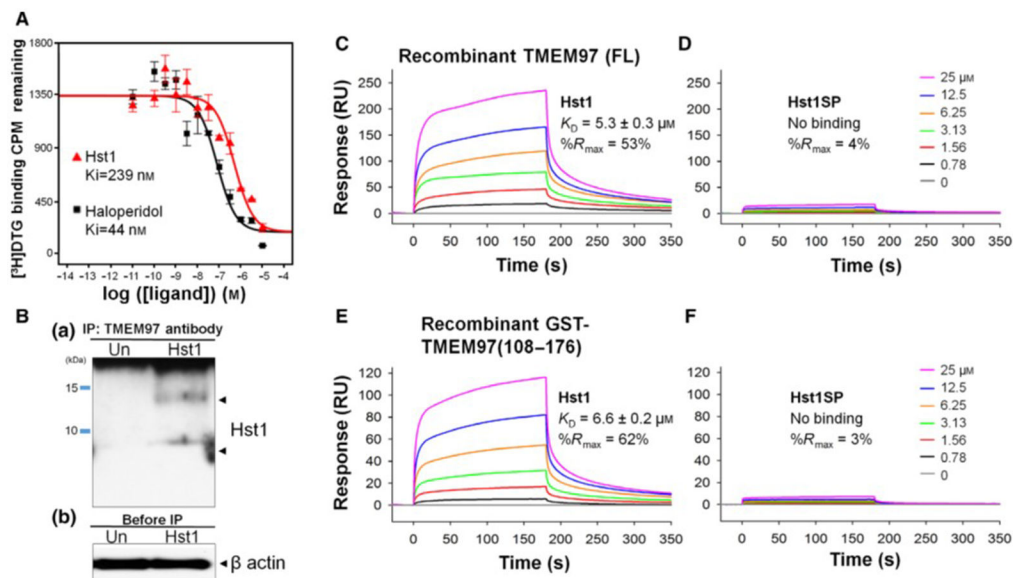 A
[³H]DTG binding CPM remaining
1800
1350
900
450
0
Hst1
Ki=239 nM
Haloperidol
Ki=44 nM
−14 −13 −12 −11 −10 −9 −8 −7 −6 −5 −4
log ([ligand]) (M)
B
(a) IP: TMEM97 antibody
Un Hst1
(kDa)
15
10
Hst1
(b) Before IP
Un Hst1
β actin
C
Recombinant TMEM97 (FL)
Response (RU)
250
200
150
100
50
0
Hst1
KD = 5.3 ± 0.3 μM
%Rmax = 53%
0 50 100 150 200 250 300 350
Time (s)
D
250
200
150
100
50
0
Hst1SP
No binding
%Rmax = 4%
25 μM
12.5
6.25
3.13
1.56
0.78
0
0 50 100 150 200 250 300 350
Time (s)
E
Recombinant GST-
TMEM97(108–176)
Response (RU)
120
100
80
60
40
20
0
Hst1
KD = 6.6 ± 0.2 μM
%Rmax = 62%
0 50 100 150 200 250 300 350
Time (s)
F
120
100
80
60
40
20
0
Hst1SP
No binding
%Rmax = 3%
25 μM
12.5
6.25
3.13
1.56
0.78
0
0 50 100 150 200 250 300 350
Time (s)